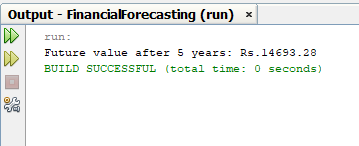 Output - FinancialForecasting (run) ×
run:
Future value after 5 years: Rs.14693.28
BUILD SUCCESSFUL (total time: 0 seconds)